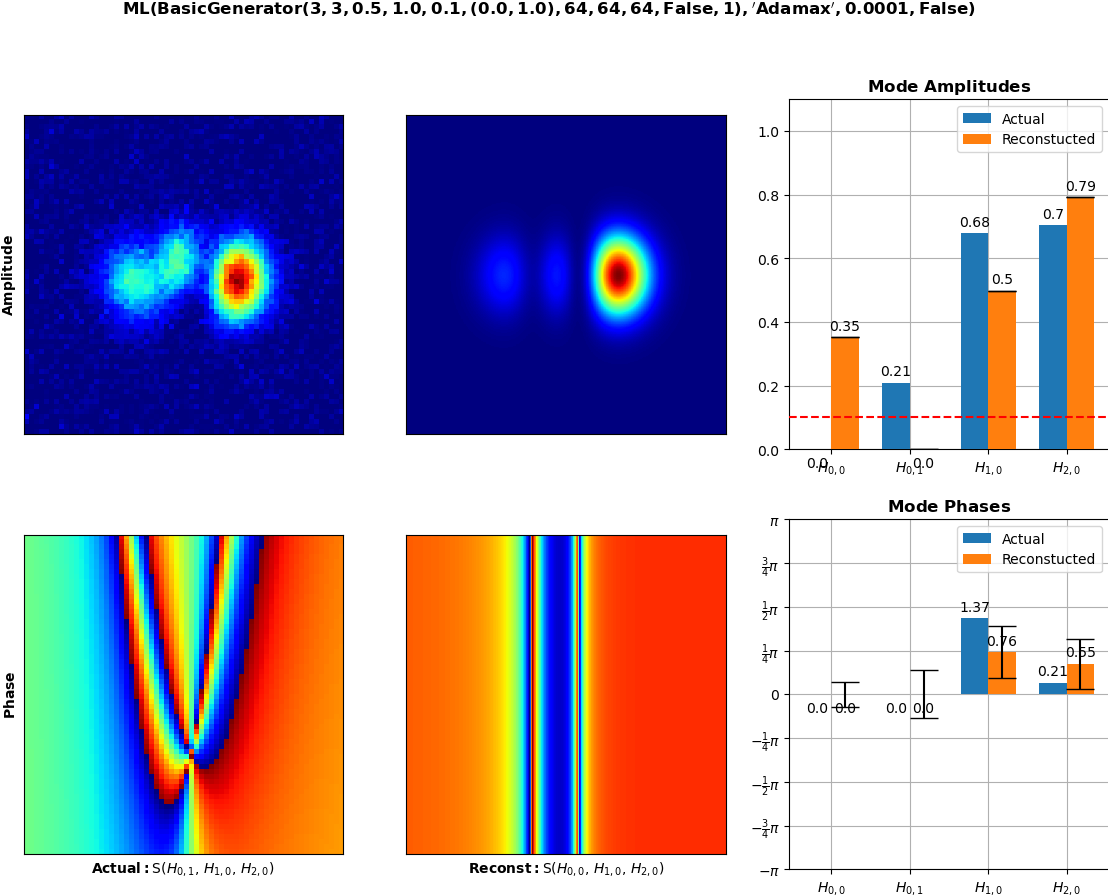 ML(BasicGenerator(3, 3, 0.5, 1.0, 0.1, (0.0, 1.0), 64, 64, 64, False, 1), ′Adamax′, 0.0001, False)
Amplitude
Mode Amplitudes
Actual
Reconstucted
1.0
0.8
0.6
0.4
0.2
0.0
0.0
0.35
0.21
0.0
0.68
0.5
0.7
0.79
H0, 0
H0, 1
H1, 0
H2, 0
Phase
Actual: S(H0, 1, H1, 0, H2, 0)
Reconst: S(H0, 0, H1, 0, H2, 0)
Mode Phases
Actual
Reconstucted
π
3/4π
1/2π
1/4π
0
−1/4π
−1/2π
−3/4π
−π
0.0
0.0
0.0
0.0
1.37
0.76
0.21
0.55
H0, 0
H0, 1
H1, 0
H2, 0